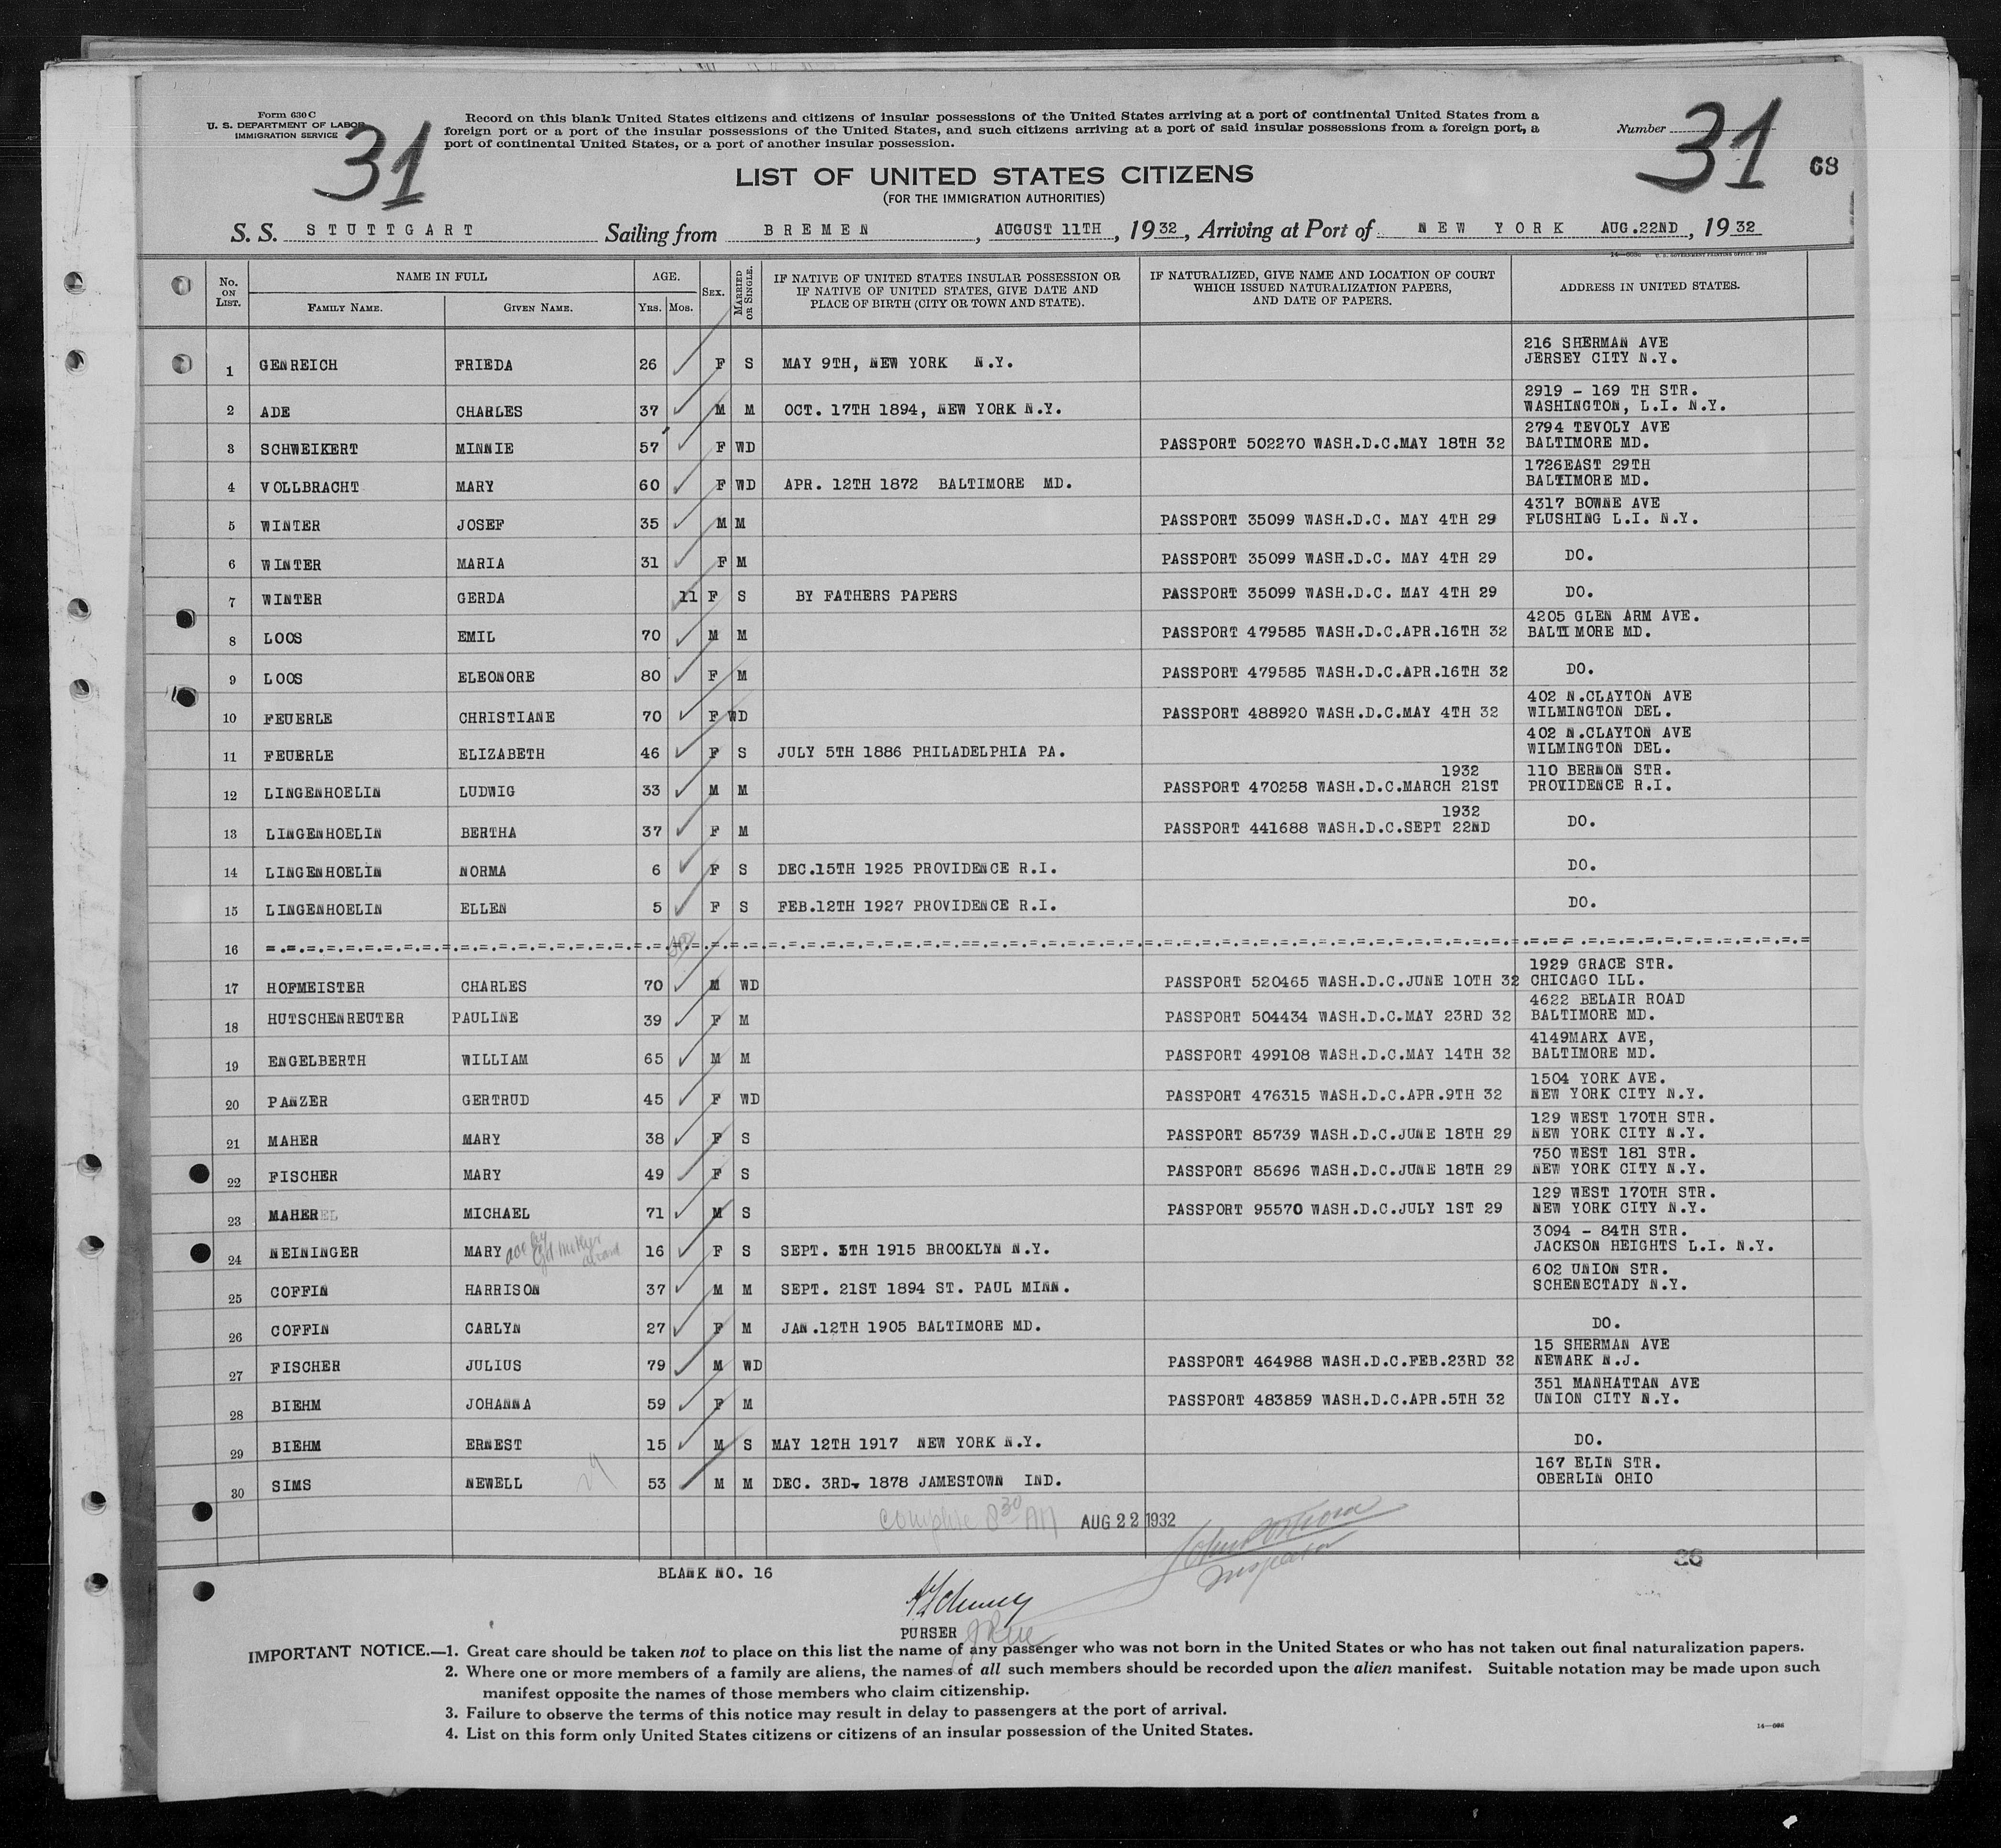 Form 630 C
U. S. DEPARTMENT OF LABOR
IMMIGRATION SERVICE
31
Record on this blank United States citizens and citizens of insular possessions of the United States arriving at a port of continental United States from a
foreign port or a port of the insular possessions of the United States, and such citizens arriving at a port of said insular possessions from a foreign port, a
port of continental United States, or a port of another insular possession.
Number
31
68
LIST OF UNITED STATES CITIZENS
(FOR THE IMMIGRATION AUTHORITIES)
S. S. STUTTGART Sailing from BREMEN, AUGUST 11TH, 1932, Arriving at Port of NEW YORK AUG.22ND, 1932
No. ON LIST. NAME IN FULL FAMILY NAME. GIVEN NAME. AGE. YRS. MOS. SEX. MARRIED OR SINGLE. IF NATIVE OF UNITED STATES INSULAR POSSESSION OR IF NATIVE OF UNITED STATES, GIVE DATE AND PLACE OF BIRTH (CITY OR TOWN AND STATE). IF NATURALIZED, GIVE NAME AND LOCATION OF COURT WHICH ISSUED NATURALIZATION PAPERS, AND DATE OF PAPERS. ADDRESS IN UNITED STATES.
1 GENREICH FRIEDA 26 F S MAY 9TH, NEW YORK N.Y. 216 SHERMAN AVE JERSEY CITY N.Y.
2 ADE CHARLES 37 M M OCT. 17TH 1894, NEW YORK N.Y. 2919 - 169 TH STR. WASHINGTON, L.I. N.Y.
3 SCHWEIKERT MINNIE 57 F WD PASSPORT 502270 WASH.D.C.MAY 18TH 32 2794 TEVOLY AVE BALTIMORE MD.
4 VOLLBRACHT MARY 60 F WD APR. 12TH 1872 BALTIMORE MD. 1726EAST 29TH BALTIMORE MD.
5 WINTER JOSEF 35 M M PASSPORT 35099 WASH.D.C. MAY 4TH 29 4317 BOWNE AVE FLUSHING L.I. N.Y.
6 WINTER MARIA 31 F M PASSPORT 35099 WASH.D.C. MAY 4TH 29 DO.
7 WINTER GERDA 11 F S BY FATHERS PAPERS PASSPORT 35099 WASH.D.C. MAY 4TH 29 DO.
8 LOOS EMIL 70 M M PASSPORT 479585 WASH.D.C.APR.16TH 32 4205 GLEN ARM AVE. BALTIMORE MD.
9 LOOS ELEONORE 80 F M PASSPORT 479585 WASH.D.C.APR.16TH 32 DO.
10 FEUERLE CHRISTIANE 70 F WD PASSPORT 488920 WASH.D.C.MAY 4TH 32 402 N.CLAYTON AVE WILMINGTON DEL.
11 FEUERLE ELIZABETH 46 F S JULY 5TH 1886 PHILADELPHIA PA. 402 N.CLAYTON AVE WILMINGTON DEL.
12 LINGENHOELIN LUDWIG 33 M M PASSPORT 470258 WASH.D.C.MARCH 21ST 1932 110 BERNON STR. PROVIDENCE R.I.
13 LINGENHOELIN BERTHA 37 F M PASSPORT 441688 WASH.D.C.SEPT 22ND 1932 DO.
14 LINGENHOELIN NORMA 6 F S DEC.15TH 1925 PROVIDENCE R.I. DO.
15 LINGENHOELIN ELLEN 5 F S FEB.12TH 1927 PROVIDENCE R.I. DO.
16
17 HOFMEISTER CHARLES 70 M WD PASSPORT 520465 WASH.D.C.JUNE 10TH 32 1929 GRACE STR. CHICAGO ILL.
18 HUTSCHENREUTER PAULINE 39 F M PASSPORT 504434 WASH.D.C.MAY 23RD 32 4622 BELAIR ROAD BALTIMORE MD.
19 ENGELBERTH WILLIAM 65 M M PASSPORT 499108 WASH.D.C.MAY 14TH 32 4149MARX AVE, BALTIMORE MD.
20 PANZER GERTRUD 45 F WD PASSPORT 476315 WASH.D.C.APR.9TH 32 1504 YORK AVE. NEW YORK CITY N.Y.
21 MAHER MARY 38 F S PASSPORT 85739 WASH.D.C.JUNE 18TH 29 129 WEST 170TH STR. NEW YORK CITY N.Y.
22 FISCHER MARY 49 F S PASSPORT 85696 WASH.D.C.JUNE 18TH 29 750 WEST 181 STR. NEW YORK CITY N.Y.
23 MAHER MICHAEL 71 M S PASSPORT 95570 WASH.D.C.JULY 1ST 29 129 WEST 170TH STR. NEW YORK CITY N.Y.
24 NEININGER MARY 16 F S SEPT. 5TH 1915 BROOKLYN N.Y. 3094 - 84TH STR. JACKSON HEIGHTS L.I. N.Y.
25 COFFIN HARRISON 37 M M SEPT. 21ST 1894 ST. PAUL MINN. 602 UNION STR. SCHENECTADY N.Y.
26 COFFIN CARLYN 27 F M JAN.12TH 1905 BALTIMORE MD. DO.
27 FISCHER JULIUS 79 M WD PASSPORT 464988 WASH.D.C.FEB.23RD 32 15 SHERMAN AVE NEWARK N.J.
28 BIEHM JOHANNA 59 F M PASSPORT 483859 WASH.D.C.APR.5TH 32 351 MANHATTAN AVE UNION CITY N.Y.
29 BIEHM ERNEST 15 M S MAY 12TH 1917 NEW YORK N.Y. DO.
30 SIMS NEWELL 53 M M DEC. 3RD. 1878 JAMESTOWN IND. 167 ELIN STR. OBERLIN OHIO
complete 8 30 AM AUG 22 1932
Inspector
26
BLANK NO. 16
PURSER
IMPORTANT NOTICE.—1. Great care should be taken not to place on this list the name of any passenger who was not born in the United States or who has not taken out final naturalization papers.
2. Where one or more members of a family are aliens, the names of all such members should be recorded upon the alien manifest. Suitable notation may be made upon such
manifest opposite the names of those members who claim citizenship.
3. Failure to observe the terms of this notice may result in delay to passengers at the port of arrival.
4. List on this form only United States citizens or citizens of an insular possession of the United States.